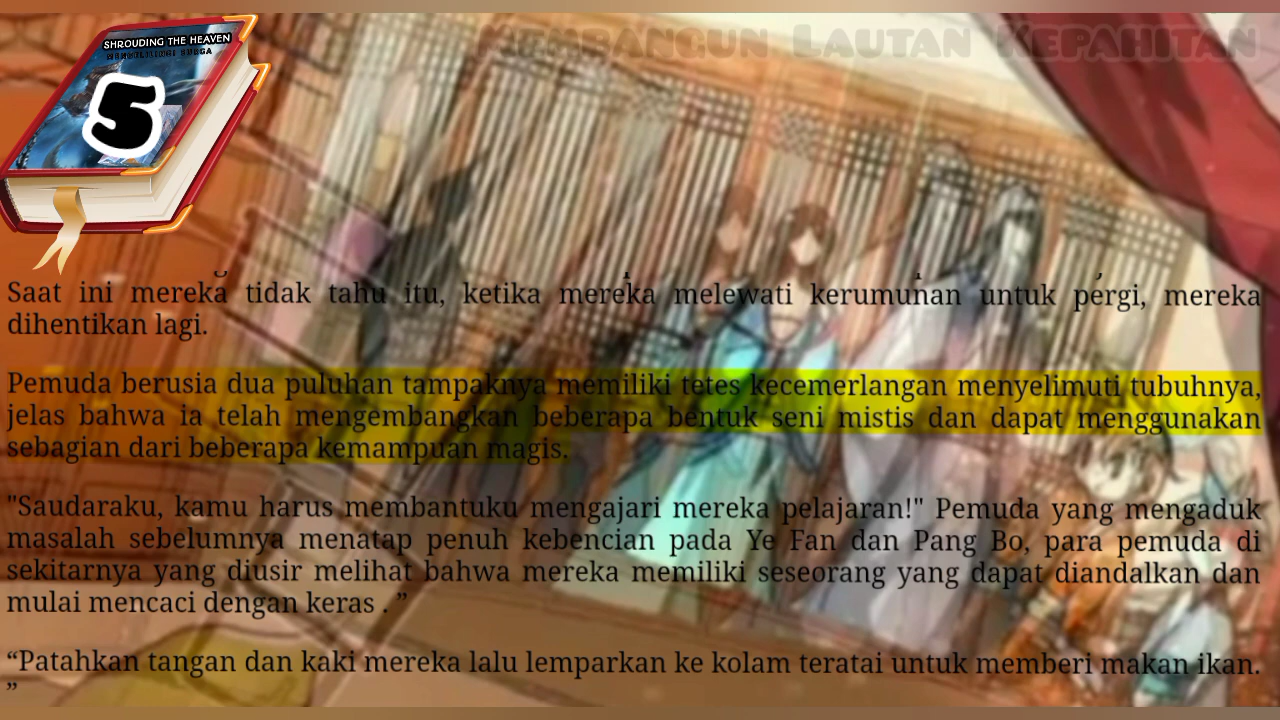 SHROUDING THE HEAVEN
MENYELIMUTI SURGA
5
MEMBANGUN LAUTAN KEPAHITAN
Saat ini mereka tidak tahu itu, ketika mereka melewati kerumunan untuk pergi, mereka
dihentikan lagi.
Pemuda berusia dua puluhan tampaknya memiliki tetes kecemerlangan menyelimuti tubuhnya,
jelas bahwa ia telah mengembangkan beberapa bentuk seni mistis dan dapat menggunakan
sebagian dari beberapa kemampuan magis.
"Saudaraku, kamu harus membantuku mengajari mereka pelajaran!" Pemuda yang mengaduk
masalah sebelumnya menatap penuh kebencian pada Ye Fan dan Pang Bo, para pemuda di
sekitarnya yang diusir melihat bahwa mereka memiliki seseorang yang dapat diandalkan dan
mulai mencaci dengan keras . ”
“Patahkan tangan dan kaki mereka lalu lemparkan ke kolam teratai untuk memberi makan ikan.
”